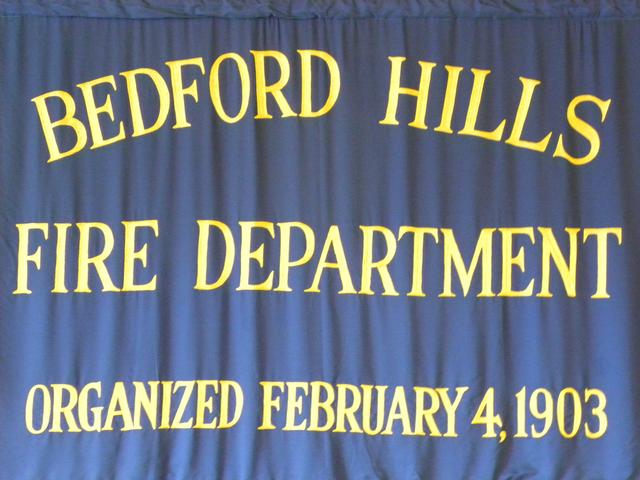 BEDFORD HILLS
FIRE DEPARTMENT
ORGANIZED FEBRUARY 4, 1903